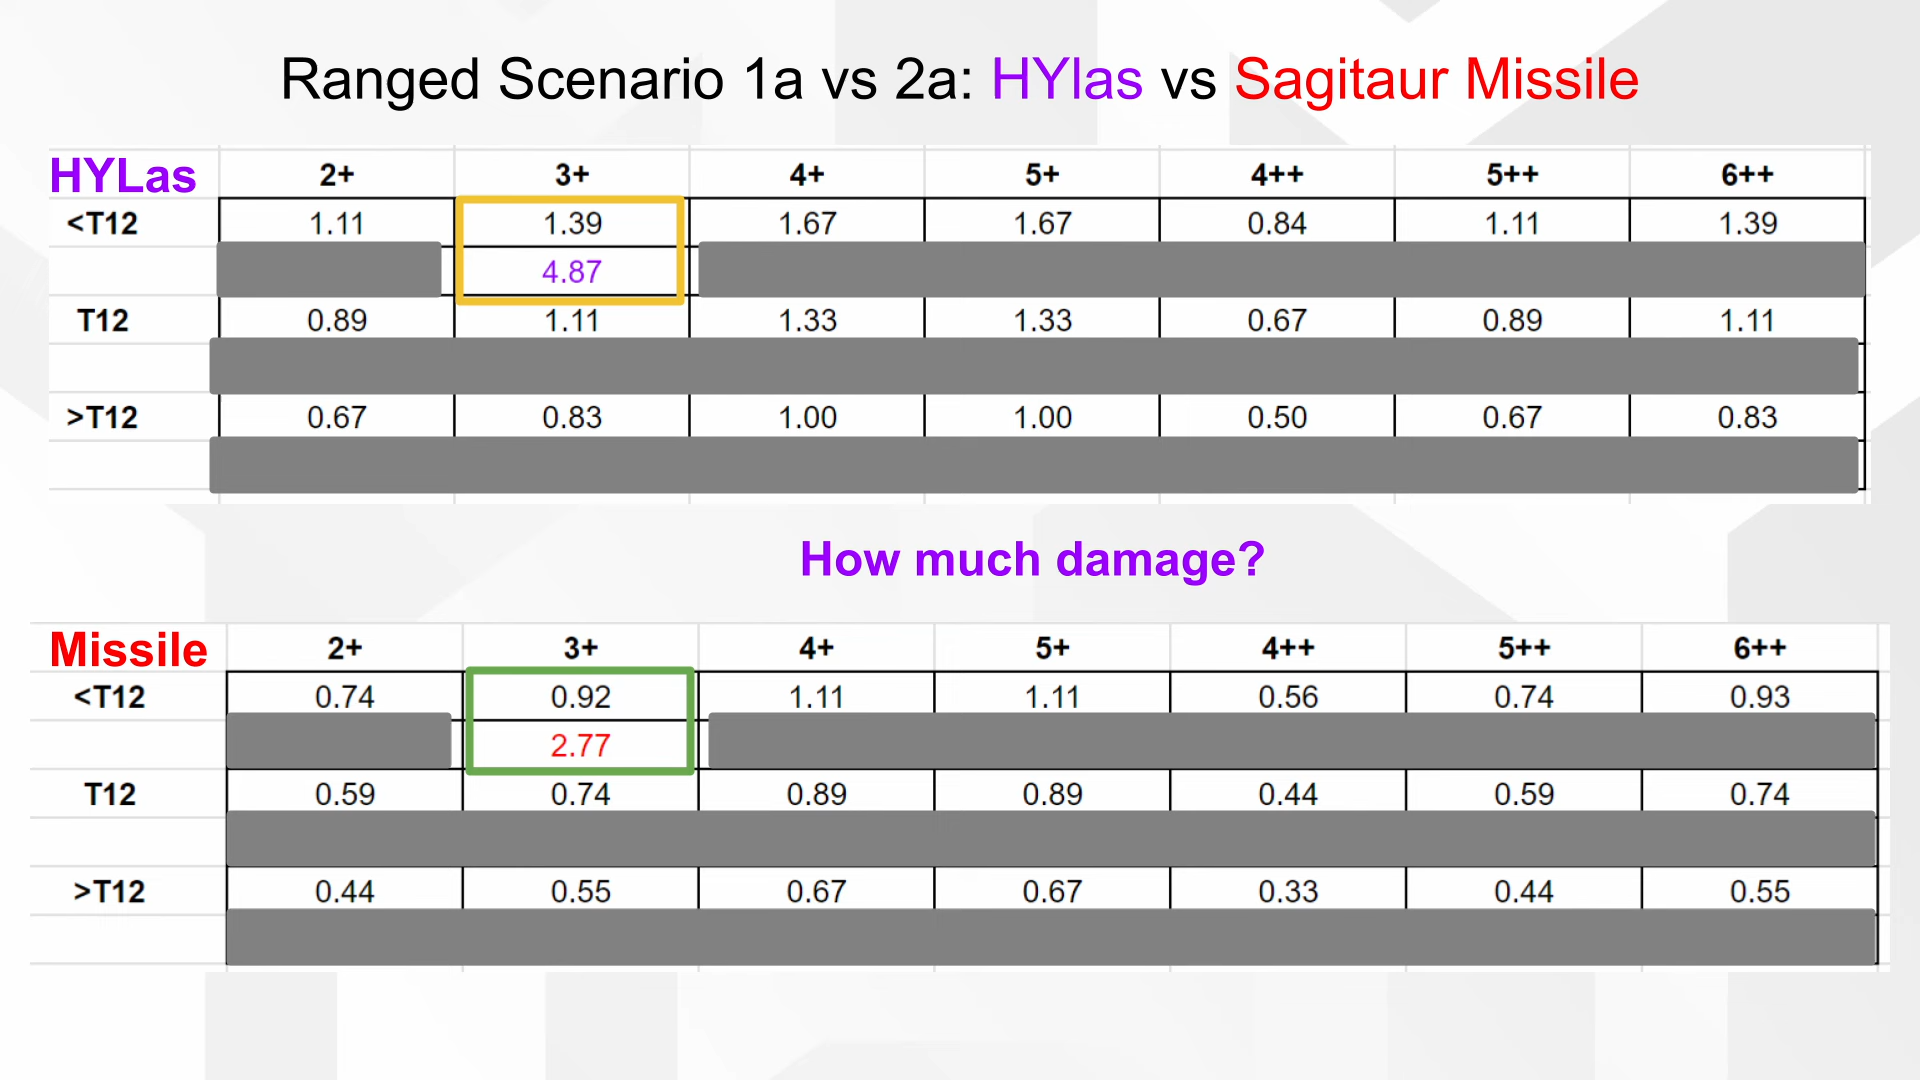 Ranged Scenario 1a vs 2a: HYlas vs Sagitaur Missile
HYLas 2+ 3+ 4+ 5+ 4++ 5++ 6++
<T12 1.11 1.39 1.67 1.67 0.84 1.11 1.39
4.87
T12 0.89 1.11 1.33 1.33 0.67 0.89 1.11
>T12 0.67 0.83 1.00 1.00 0.50 0.67 0.83
How much damage?
Missile 2+ 3+ 4+ 5+ 4++ 5++ 6++
<T12 0.74 0.92 1.11 1.11 0.56 0.74 0.93
2.77
T12 0.59 0.74 0.89 0.89 0.44 0.59 0.74
>T12 0.44 0.55 0.67 0.67 0.33 0.44 0.55